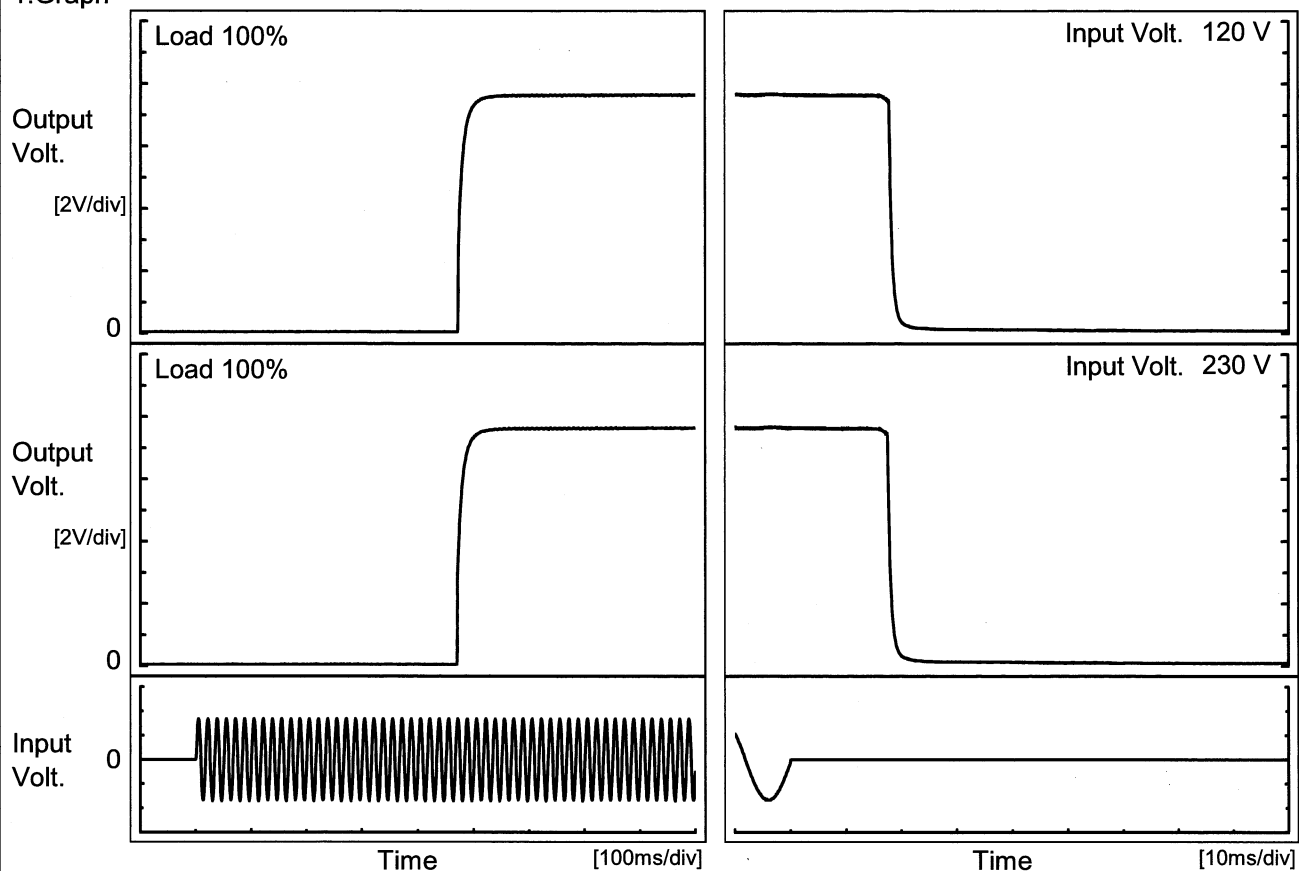 1.Graph
Load 100%
Input Volt. 120 V
Output
Volt.
[2V/div]
0
Load 100%
Input Volt. 230 V
Output
Volt.
[2V/div]
0
Input
Volt.
0
Time
[100ms/div]
Time
[10ms/div]